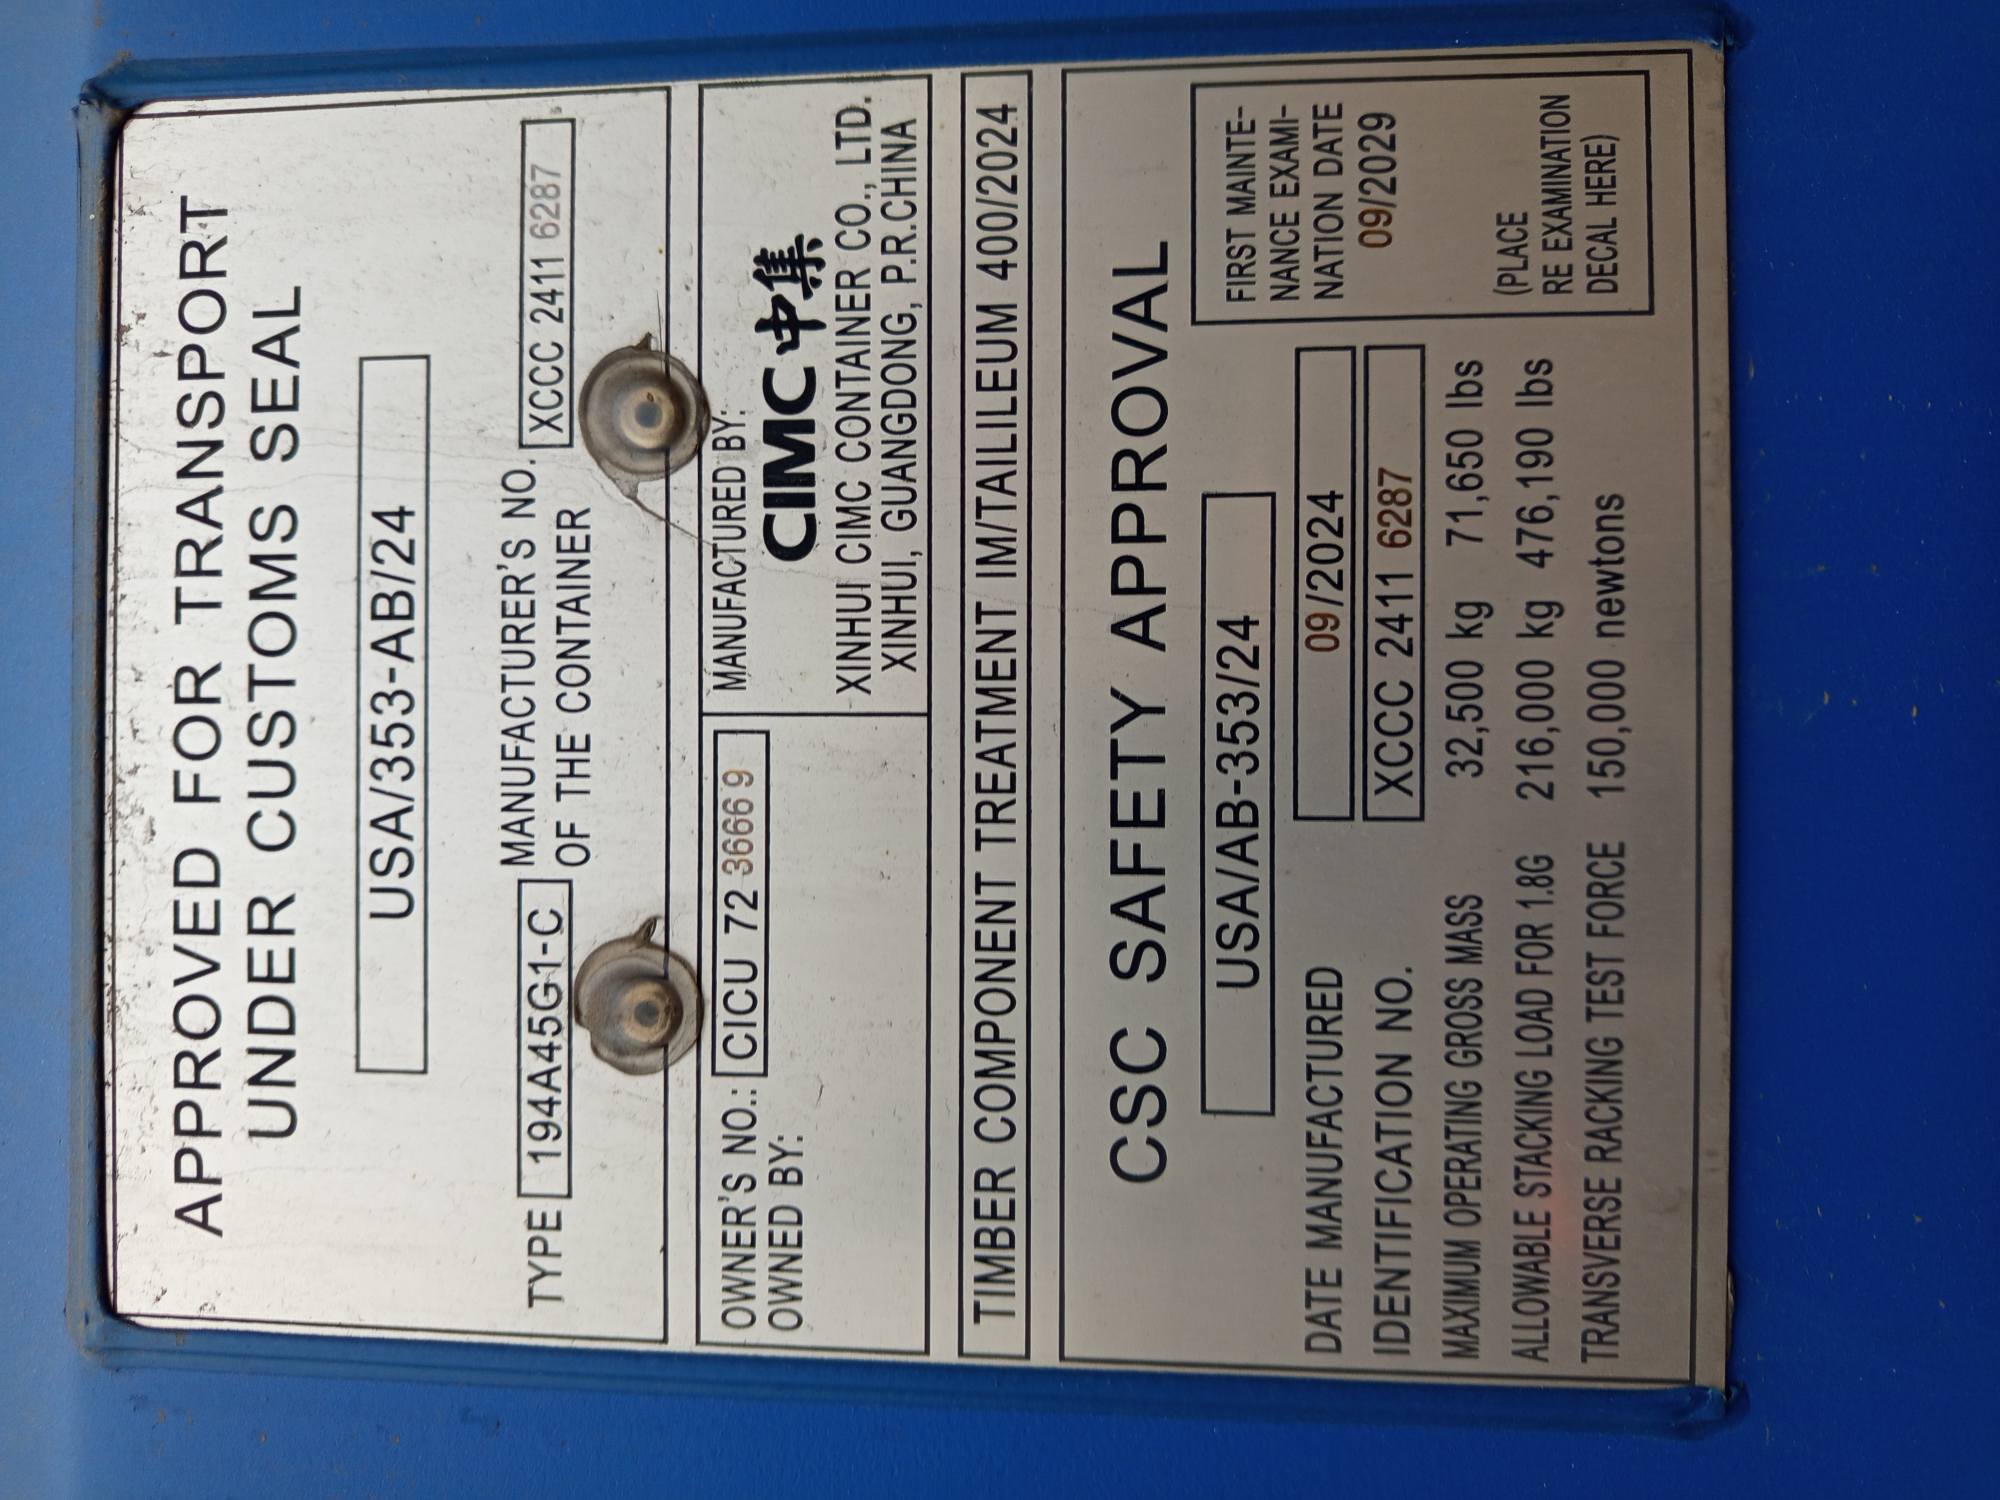 APPROVED FOR TRANSPORT
UNDER CUSTOMS SEAL
USA/353-AB/24
TYPE 194A45G1-C MANUFACTURER'S NO. XCCC 2411 6287
OF THE CONTAINER
OWNER'S NO.: CICU 72 3666 9
OWNED BY:
MANUFACTURED BY:
CIMC 中集
XINHUI CIMC CONTAINER CO., LTD.
XINHUI, GUANGDONG, P.R.CHINA
TIMBER COMPONENT TREATMENT IM/TAILILEUM 400/2024
CSC SAFETY APPROVAL
USA/AB-353/24
DATE MANUFACTURED 09/2024
IDENTIFICATION NO. XCCC 2411 6287
MAXIMUM OPERATING GROSS MASS 32,500 kg 71,650 lbs
ALLOWABLE STACKING LOAD FOR 1.8G 216,000 kg 476,190 lbs
TRANSVERSE RACKING TEST FORCE 150,000 newtons
FIRST MAINTE-
NANCE EXAMI-
NATION DATE
09/2029
(PLACE
RE EXAMINATION
DECAL HERE)